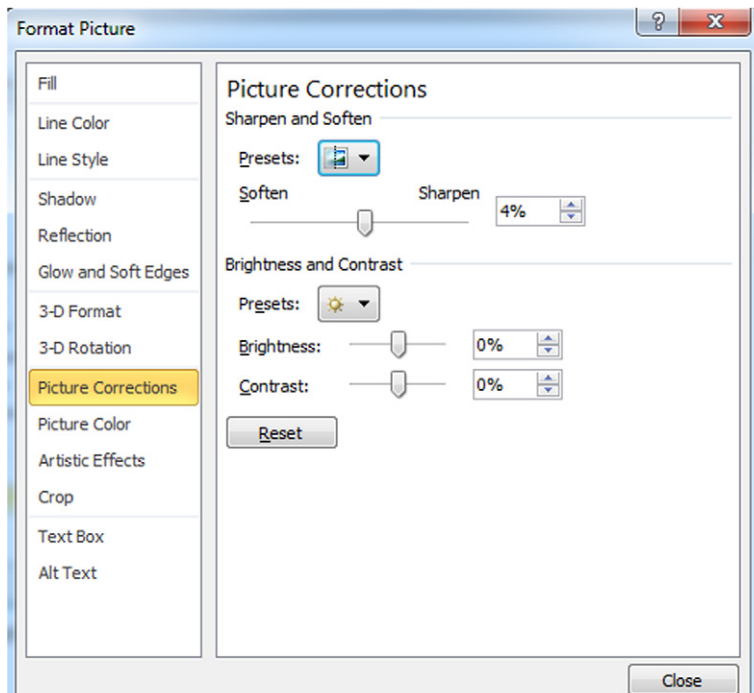 Format Picture
Fill
Line Color
Line Style
Shadow
Reflection
Glow and Soft Edges
3-D Format
3-D Rotation
Picture Corrections
Picture Color
Artistic Effects
Crop
Text Box
Alt Text
Picture Corrections
Sharpen and Soften
Presets:
Soften Sharpen
4%
Brightness and Contrast
Presets:
Brightness: 0%
Contrast: 0%
Reset
Close